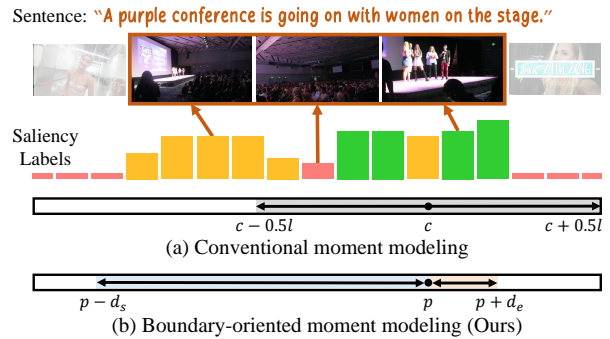 Sentence: "A purple conference is going on with women on the stage."
Saliency
Labels
c − 0.5l
c
c + 0.5l
(a) Conventional moment modeling
p − d_s
p
p + d_e
(b) Boundary-oriented moment modeling (Ours)